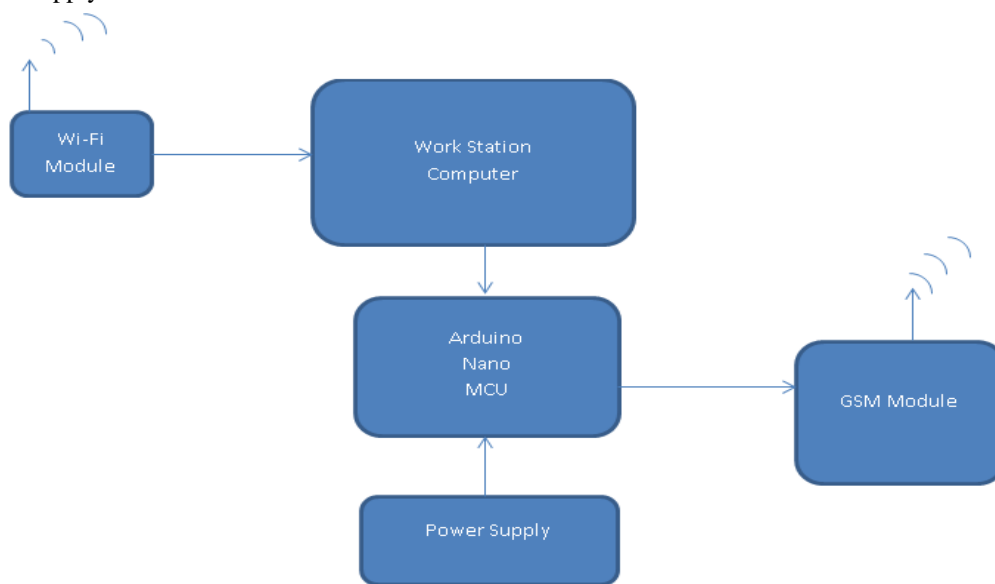 Wi-Fi
Module
Work Station
Computer
Arduino
Nano
MCU
GSM Module
Power Supply